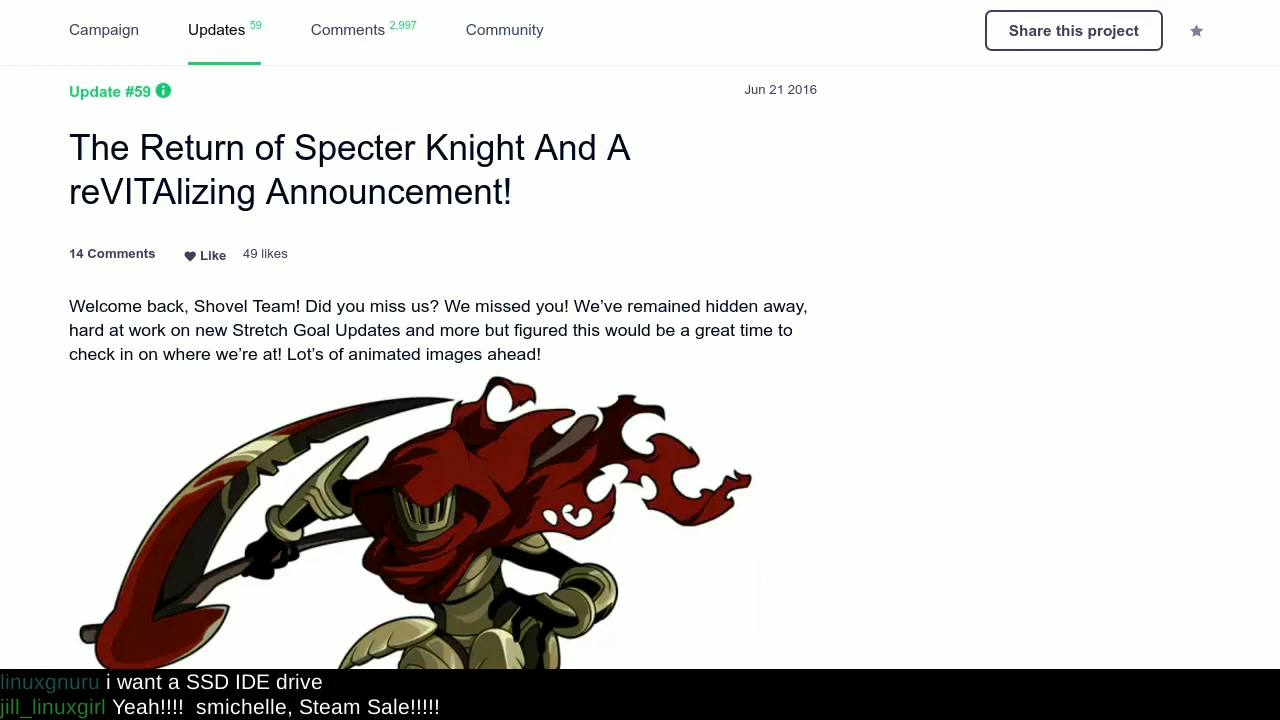 Campaign
Updates 59
Comments 2,997
Community
Share this project
Update #59
Jun 21 2016
The Return of Specter Knight And A
reVITAlizing Announcement!
14 Comments
Like
49 likes
Welcome back, Shovel Team! Did you miss us? We missed you! We’ve remained hidden away,
hard at work on new Stretch Goal Updates and more but figured this would be a great time to
check in on where we’re at! Lot’s of animated images ahead!
linuxgnuru i want a SSD IDE drive
jill_linuxgirl Yeah!!!!  smichelle, Steam Sale!!!!!